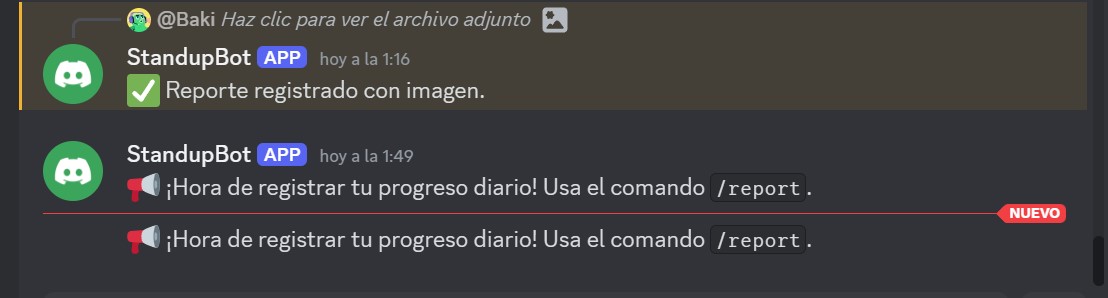 @Baki Haz clic para ver el archivo adjunto
StandupBot APP hoy a la 1:16
✅ Reporte registrado con imagen.
StandupBot APP hoy a la 1:49
📢 ¡Hora de registrar tu progreso diario! Usa el comando /report.
NUEVO
📢 ¡Hora de registrar tu progreso diario! Usa el comando /report.